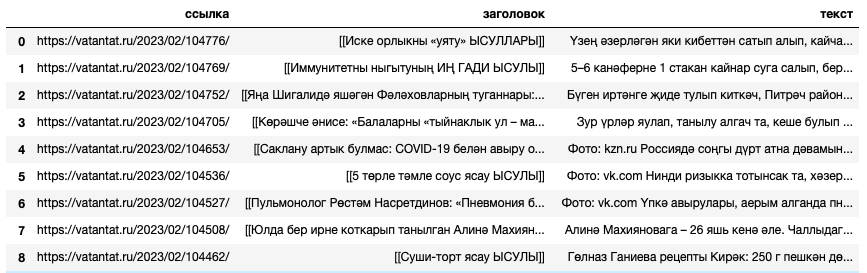 ссылка заголовок текст
0 https://vatantat.ru/2023/02/104776/ [[Иске орлыкны «уяту» ЫСУЛЛАРЫ]] Үзең әзерләгән яки кибеттән сатып алып, кайча...
1 https://vatantat.ru/2023/02/104769/ [[Иммунитетны ныгытуның ИҢ ГАДИ ЫСУЛЫ]] 5–6 канәферне 1 стакан кайнар суга салып, бер...
2 https://vatantat.ru/2023/02/104752/ [[Яңа Шигалидә яшәгән Фәләховларның туганнары:... Бүген иртәнге җиде тулып киткәч, Питрәч район...
3 https://vatantat.ru/2023/02/104705/ [[Көрәшче әнисе: «Балаларны «тыйнаклык ул – ма... Зур үрләр яулап, танылу алгач та, кеше булып ...
4 https://vatantat.ru/2023/02/104653/ [[Саклану артык булмас: COVID-19 белән авыру о... Фото: kzn.ru Россиядә соңгы дүрт атна дәвамын...
5 https://vatantat.ru/2023/02/104536/ [[5 төрле тәмле соус ясау ЫСУЛЫ]] Фото: vk.com Нинди ризыкка тотынсак та, хәзер...
6 https://vatantat.ru/2023/02/104527/ [[Пульмонолог Рөстәм Насретдинов: «Пневмония б... Фото: vk.com Үпкә авырулары, аерым алганда пн...
7 https://vatantat.ru/2023/02/104508/ [[Юлда бер ирне коткарып танылган Алинә Махиян... Алинә Махияновага – 26 яшь кенә әле. Чаллыдаг...
8 https://vatantat.ru/2023/02/104462/ [[Суши-торт ясау ЫСУЛЫ]] Гөлназ Ганиева рецепты Кирәк: 250 г пешкән дө...